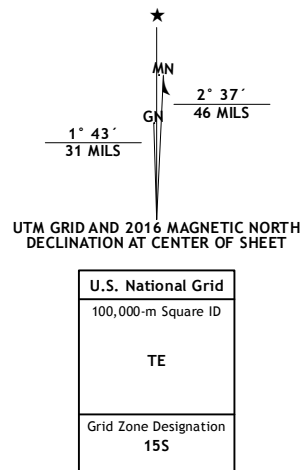 ★
MN
GN
2° 37´
46 MILS
1° 43´
31 MILS
UTM GRID AND 2016 MAGNETIC NORTH
DECLINATION AT CENTER OF SHEET
U.S. National Grid
100,000-m Square ID
TE
Grid Zone Designation
15S